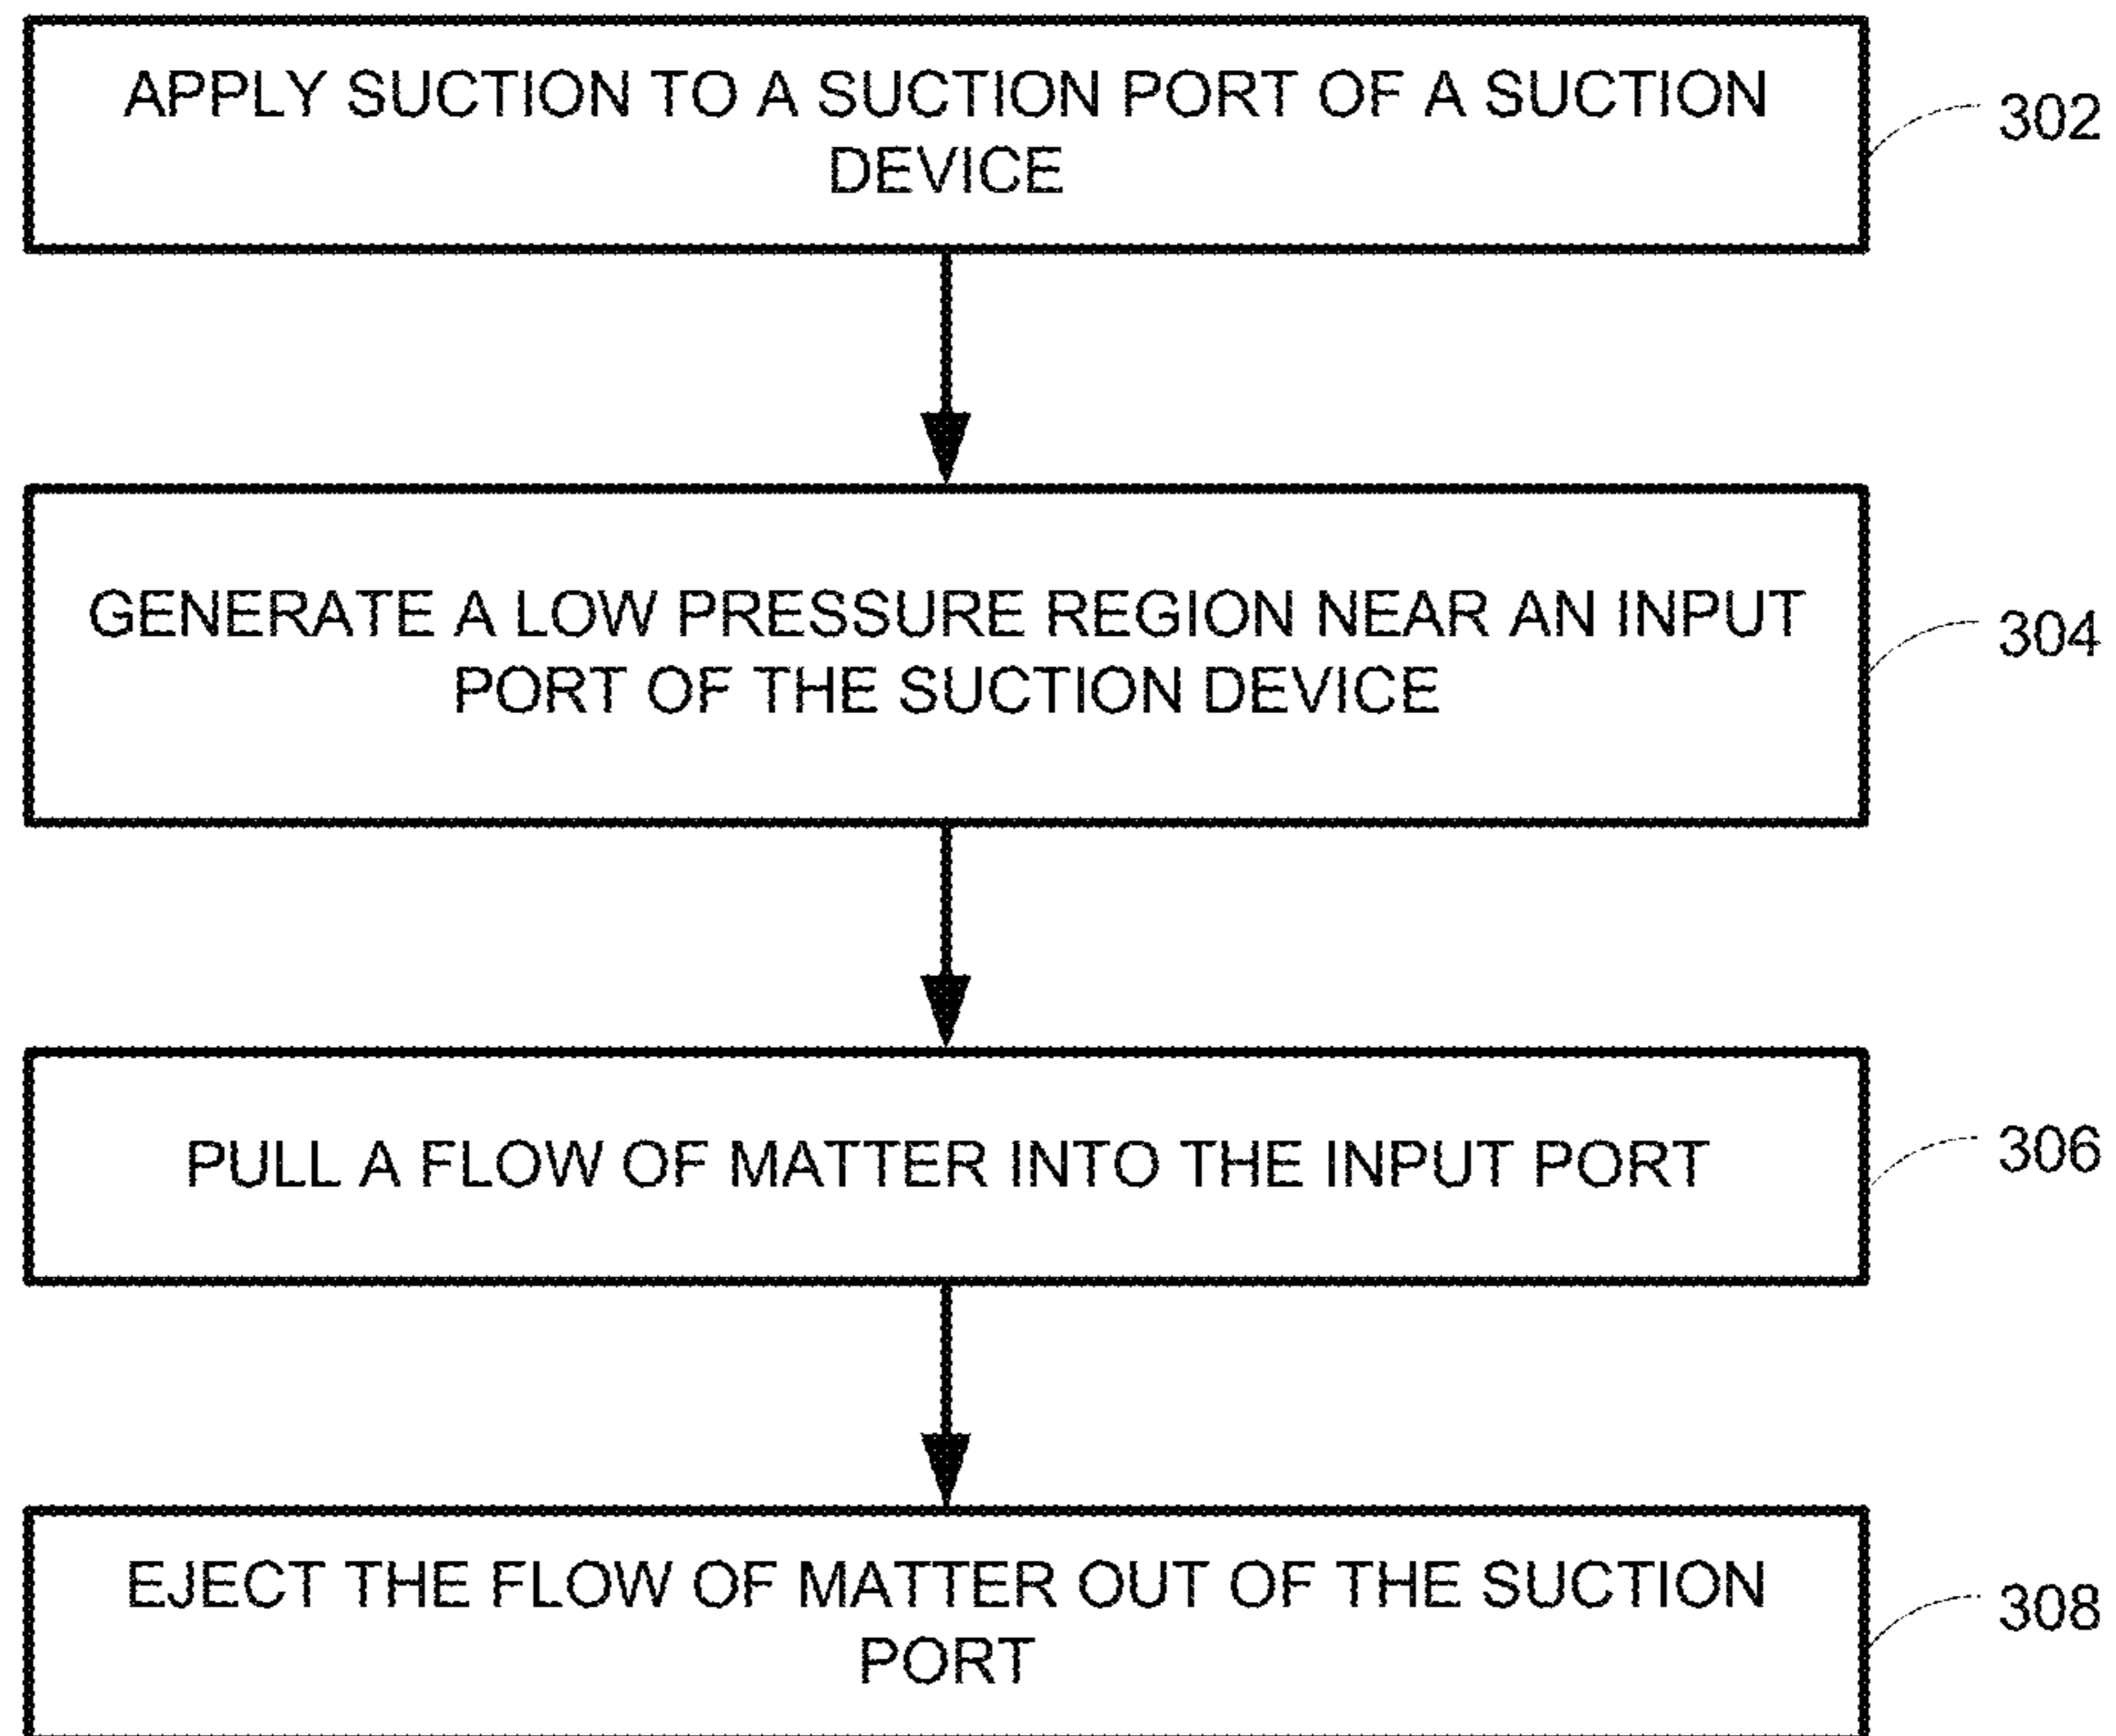 APPLY SUCTION TO A SUCTION PORT OF A SUCTION
DEVICE
302
GENERATE A LOW PRESSURE REGION NEAR AN INPUT
PORT OF THE SUCTION DEVICE
304
PULL A FLOW OF MATTER INTO THE INPUT PORT
306
EJECT THE FLOW OF MATTER OUT OF THE SUCTION
PORT
308